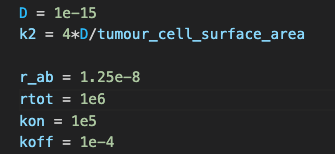 D = 1e-15
k2 = 4*D/tumour_cell_surface_area
r_ab = 1.25e-8
rtot = 1e6
kon = 1e5
koff = 1e-4